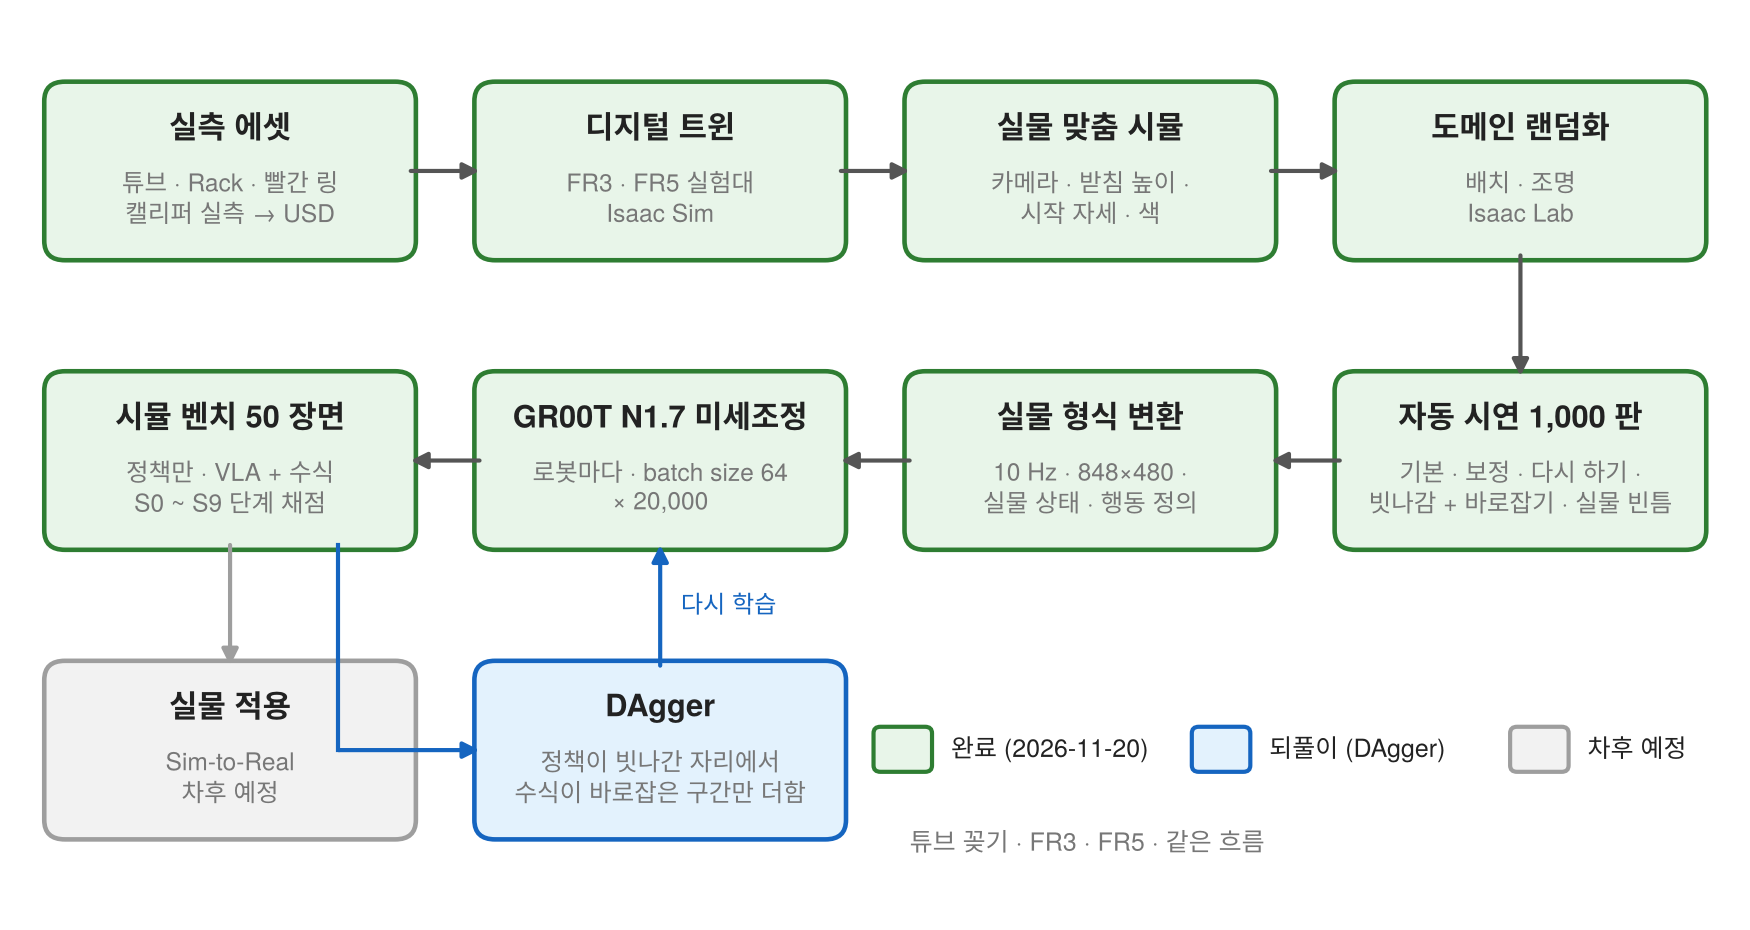 실측 에셋
튜브 · Rack · 빨간 링
캘리퍼 실측 → USD
디지털 트윈
FR3 · FR5 실험대
Isaac Sim
실물 맞춤 시뮬
카메라 · 받침 높이 ·
시작 자세 · 색
도메인 랜덤화
배치 · 조명
Isaac Lab
시뮬 벤치 50 장면
정책만 · VLA + 수식
S0 ~ S9 단계 채점
GR00T N1.7 미세조정
로봇마다 · batch size 64
× 20,000
실물 형식 변환
10 Hz · 848×480 ·
실물 상태 · 행동 정의
자동 시연 1,000 판
기본 · 보정 · 다시 하기 ·
빗나감 + 바로잡기 · 실물 빈틈
다시 학습
실물 적용
Sim-to-Real
차후 예정
DAgger
정책이 빗나간 자리에서
수식이 바로잡은 구간만 더함
완료 (2026-11-20)
되풀이 (DAgger)
차후 예정
튜브 꽂기 · FR3 · FR5 · 같은 흐름